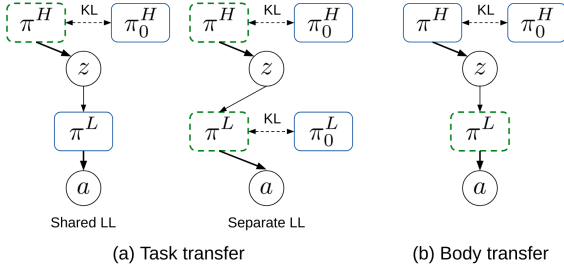 π^H KL π_0^H π^H KL π_0^H π^H KL π_0^H
z z z
π^L π^L KL π_0^L π^L
a a a
Shared LL Separate LL
(a) Task transfer (b) Body transfer